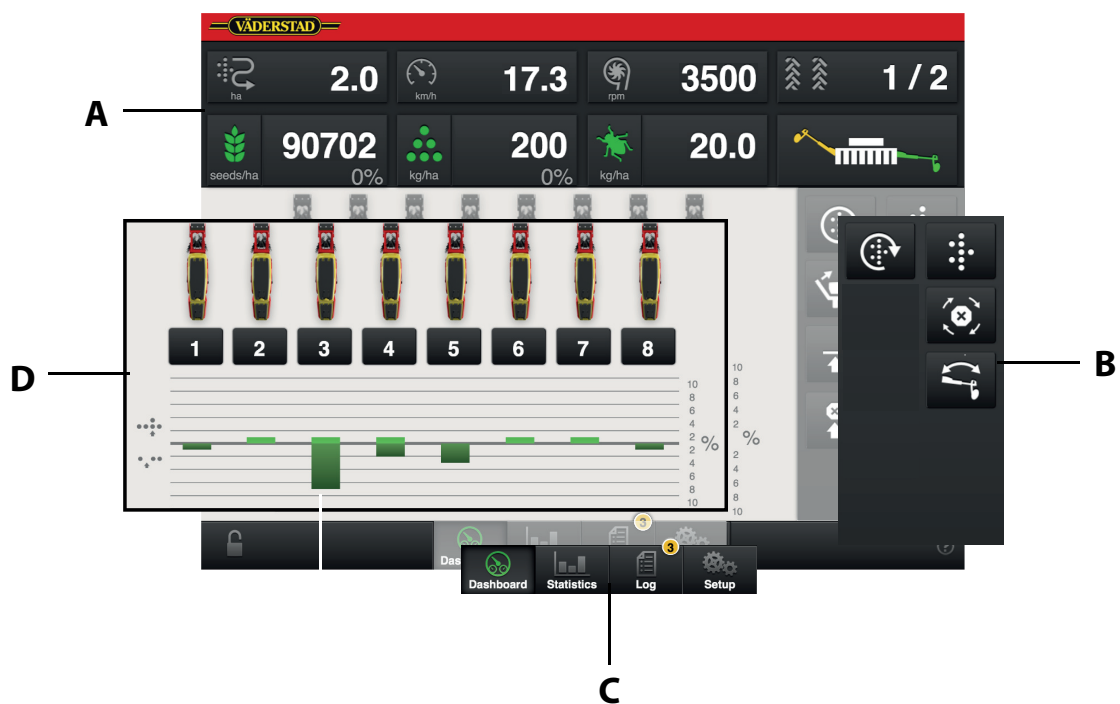 VÄDERSTAD
2.0 17.3 3500 1 / 2
ha km/h rpm
A
90702 200 20.0
seeds/ha 0% kg/ha 0% kg/ha
1 2 3 4 5 6 7 8
B
D
10 10
8 8
6 6
4 4
2 2
% %
2 2
4 4
6 6
8 8
10 10
3
Das
3
Dashboard Statistics Log Setup
C